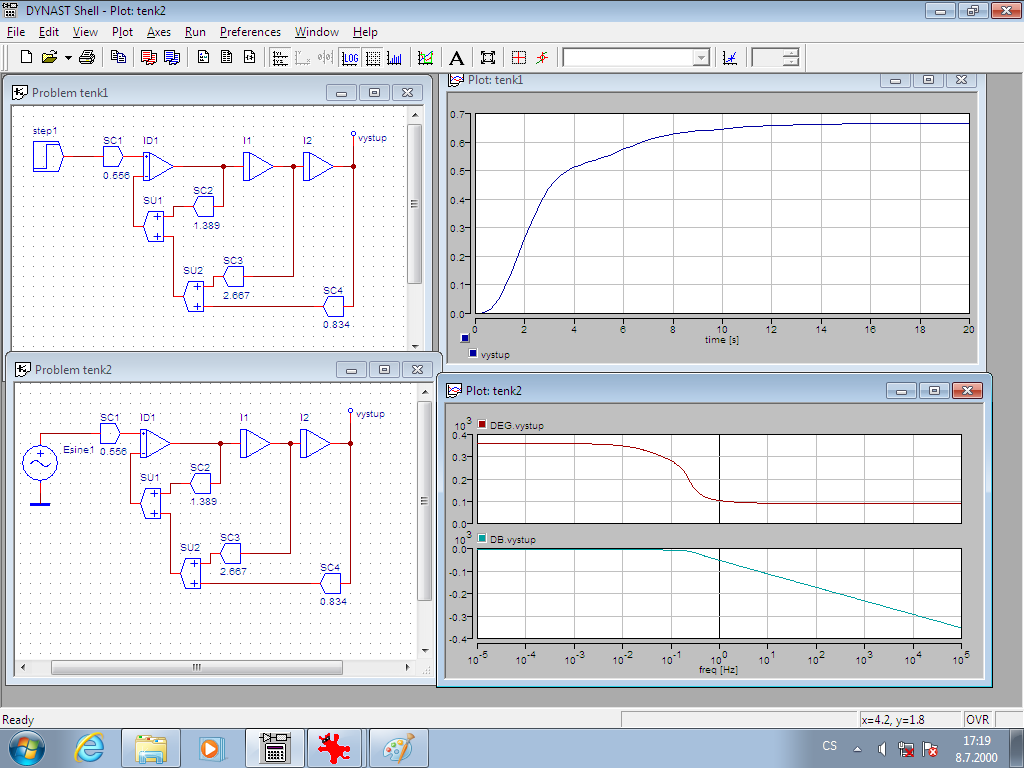 DYNAST Shell - Plot: tenk2
File Edit View Plot Axes Run Preferences Window Help
LOG
A
Problem tenk1
step1
SC1
ID1
I1
I2
vystup
0.556
SC2
SU1
1.389
SC3
SU2
2.667
SC4
0.834
Plot: tenk1
0.7
0.6
0.5
0.4
0.3
0.2
0.1
0.0
0 2 4 6 8 10 12 14 16 18 20
time [s]
vystup
Problem tenk2
SC1
ID1
I1
I2
vystup
Esine1
0.556
SC2
SU1
1.389
SC3
SU2
2.667
SC4
0.834
Plot: tenk2
10^3 DEG.vystup
0.4
0.3
0.2
0.1
0.0
10^3 DB.vystup
0.0
-0.1
-0.2
-0.3
-0.4
10^-5 10^-4 10^-3 10^-2 10^-1 10^0 10^1 10^2 10^3 10^4 10^5
freq [Hz]
Ready
x=4.2, y=1.8
OVR
CS
17:19
8.7.2000